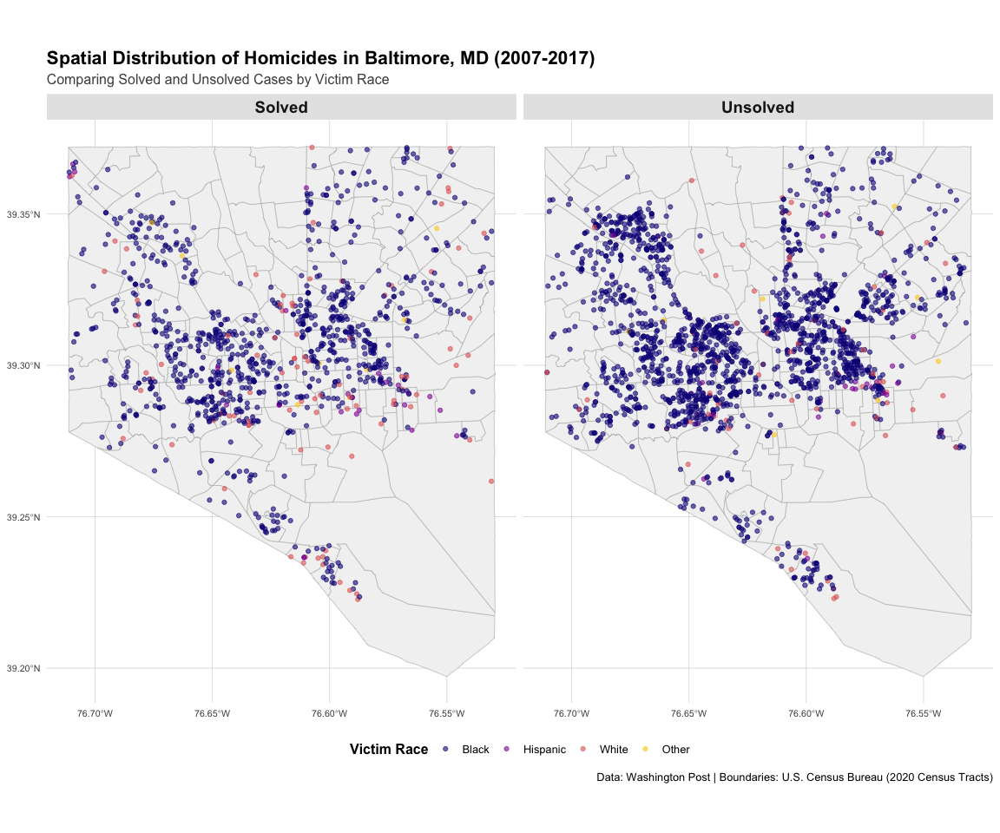 Spatial Distribution of Homicides in Baltimore, MD (2007-2017)
Comparing Solved and Unsolved Cases by Victim Race
Solved
Unsolved
39.35°N
39.30°N
39.25°N
39.20°N
76.70°W 76.65°W 76.60°W 76.55°W
76.70°W 76.65°W 76.60°W 76.55°W
Victim Race Black Hispanic White Other
Data: Washington Post | Boundaries: U.S. Census Bureau (2020 Census Tracts)